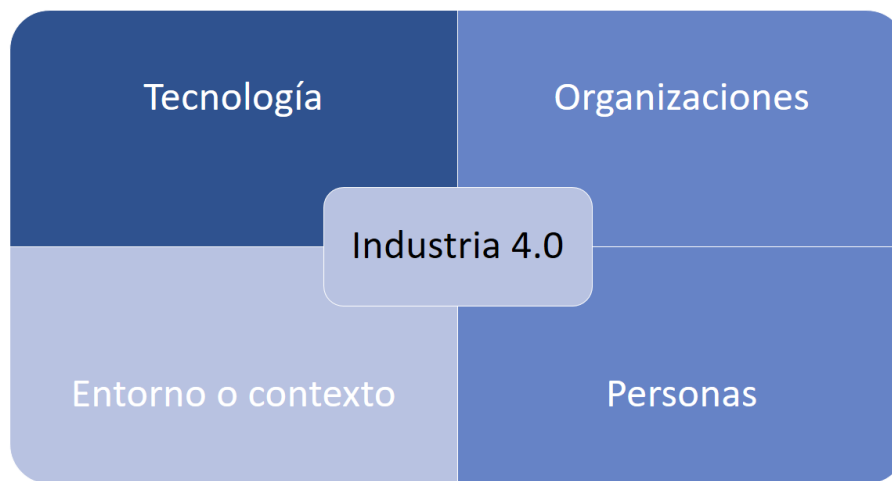 Tecnología
Organizaciones
Industria 4.0
Entorno o contexto
Personas